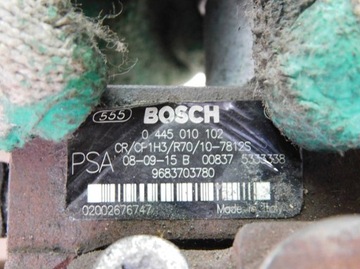 555 BOSCH
0 445 010 102
CR/CP1H3/R70/10-7812S
PSA 08-09-15 B 00837 5333338
9683703780
02002676747 Made in Italy